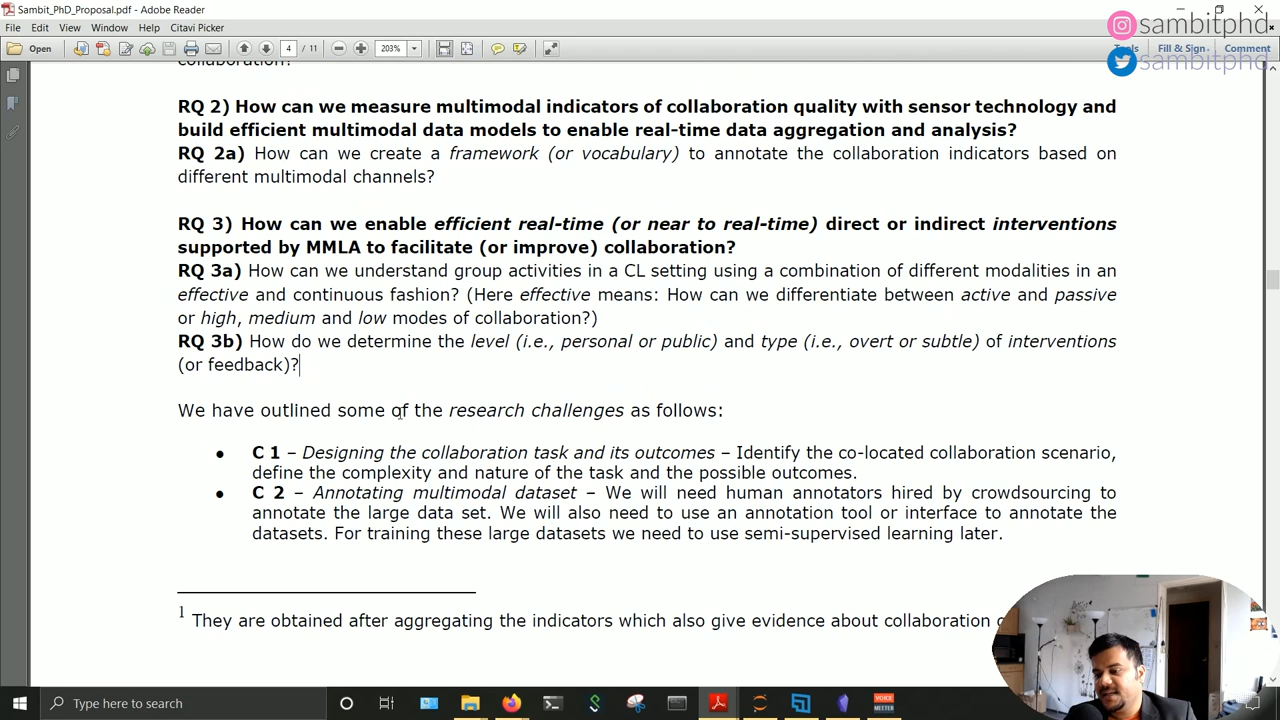 Sambit_PhD_Proposal.pdf - Adobe Reader
File Edit View Window Help Citavi Picker
Open 4 / 11 203% Tools Fill & Sign Comment
sambitphd
sambitphd
collaboration?
RQ 2) How can we measure multimodal indicators of collaboration quality with sensor technology and
build efficient multimodal data models to enable real-time data aggregation and analysis?
RQ 2a) How can we create a framework (or vocabulary) to annotate the collaboration indicators based on
different multimodal channels?
RQ 3) How can we enable efficient real-time (or near to real-time) direct or indirect interventions
supported by MMLA to facilitate (or improve) collaboration?
RQ 3a) How can we understand group activities in a CL setting using a combination of different modalities in an
effective and continuous fashion? (Here effective means: How can we differentiate between active and passive
or high, medium and low modes of collaboration?)
RQ 3b) How do we determine the level (i.e., personal or public) and type (i.e., overt or subtle) of interventions
(or feedback)?
We have outlined some of the research challenges as follows:
• C 1 – Designing the collaboration task and its outcomes – Identify the co-located collaboration scenario,
define the complexity and nature of the task and the possible outcomes.
• C 2 – Annotating multimodal dataset – We will need human annotators hired by crowdsourcing to
annotate the large data set. We will also need to use an annotation tool or interface to annotate the
datasets. For training these large datasets we need to use semi-supervised learning later.
1 They are obtained after aggregating the indicators which also give evidence about collaboration
Type here to search
VOICE
MEETER